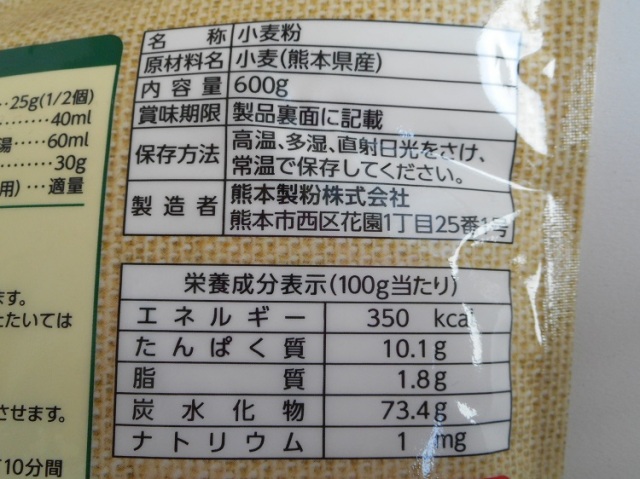 ‥25g(1/2個)
‥‥‥40ml
湯‥‥‥60ml
‥‥‥30g
用)‥‥適量
ます。
たたいては
させます。
10分間
名称 小麦粉
原材料名 小麦(熊本県産)
内容量 600g
賞味期限 製品裏面に記載
保存方法 高温、多湿、直射日光をさけ、
常温で保存してください。
製造者 熊本製粉株式会社
熊本市西区花園1丁目25番1号
栄養成分表示(100g当たり)
エネルギー 350 kcal
たんぱく質 10.1g
脂質 1.8g
炭水化物 73.4g
ナトリウム 1 mg